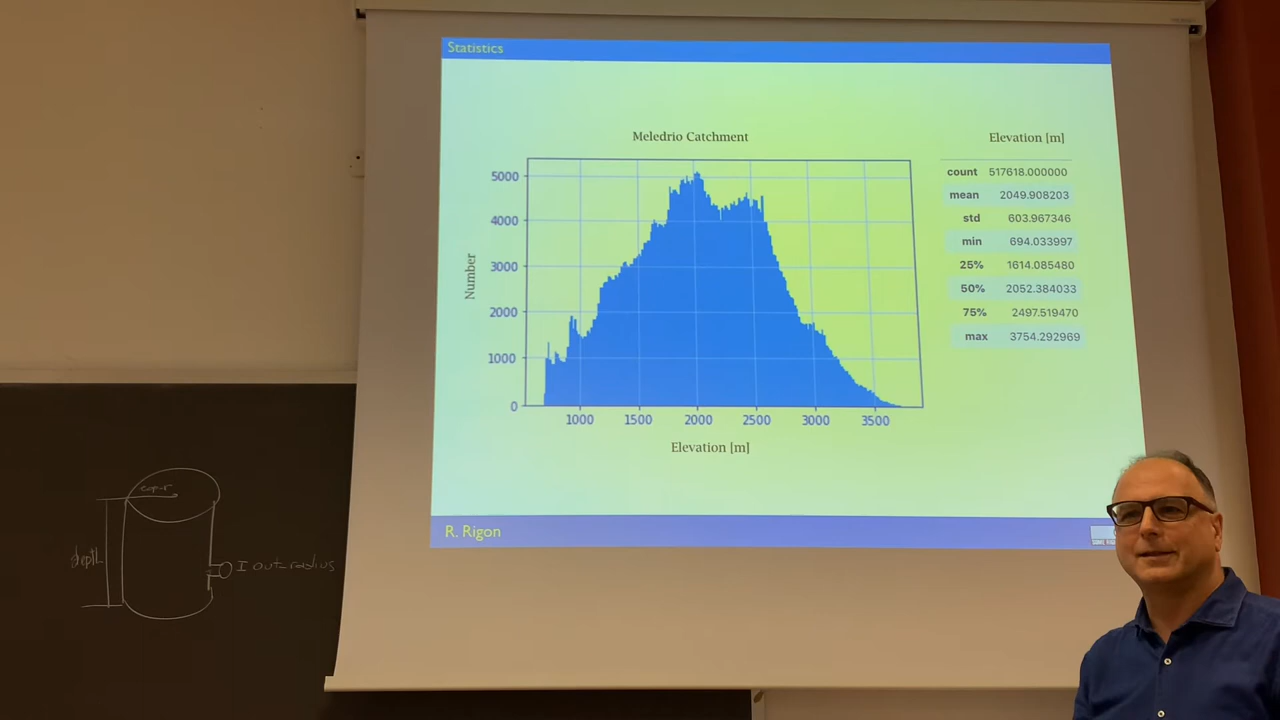 Statistics
Meledrio Catchment
Elevation [m]
count 517618.000000
mean 2049.908203
std 603.967346
min 694.033997
25% 1614.085480
50% 2052.384033
75% 2497.519470
max 3754.292969
Number
5000
4000
3000
2000
1000
0
1000 1500 2000 2500 3000 3500
Elevation [m]
R. Rigon
depth
I out-radius